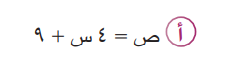 أ ص = ٤ س + ٩